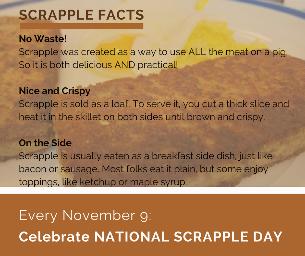 SCRAPPLE FACTS
No Waste!
Scrapple was created as a way to use ALL the meat on a pig.
So it is both delicious AND practical!
Nice and Crispy
Scrapple is sold as a loaf. To serve it, you cut a thick slice and
heat it in the skillet on both sides until brown and crispy.
On the Side
Scrapple is usually eaten as a breakfast side dish, just like
bacon or sausage. Most folks eat it plain, but some enjoy
toppings, like ketchup or maple syrup.
Every November 9:
Celebrate NATIONAL SCRAPPLE DAY